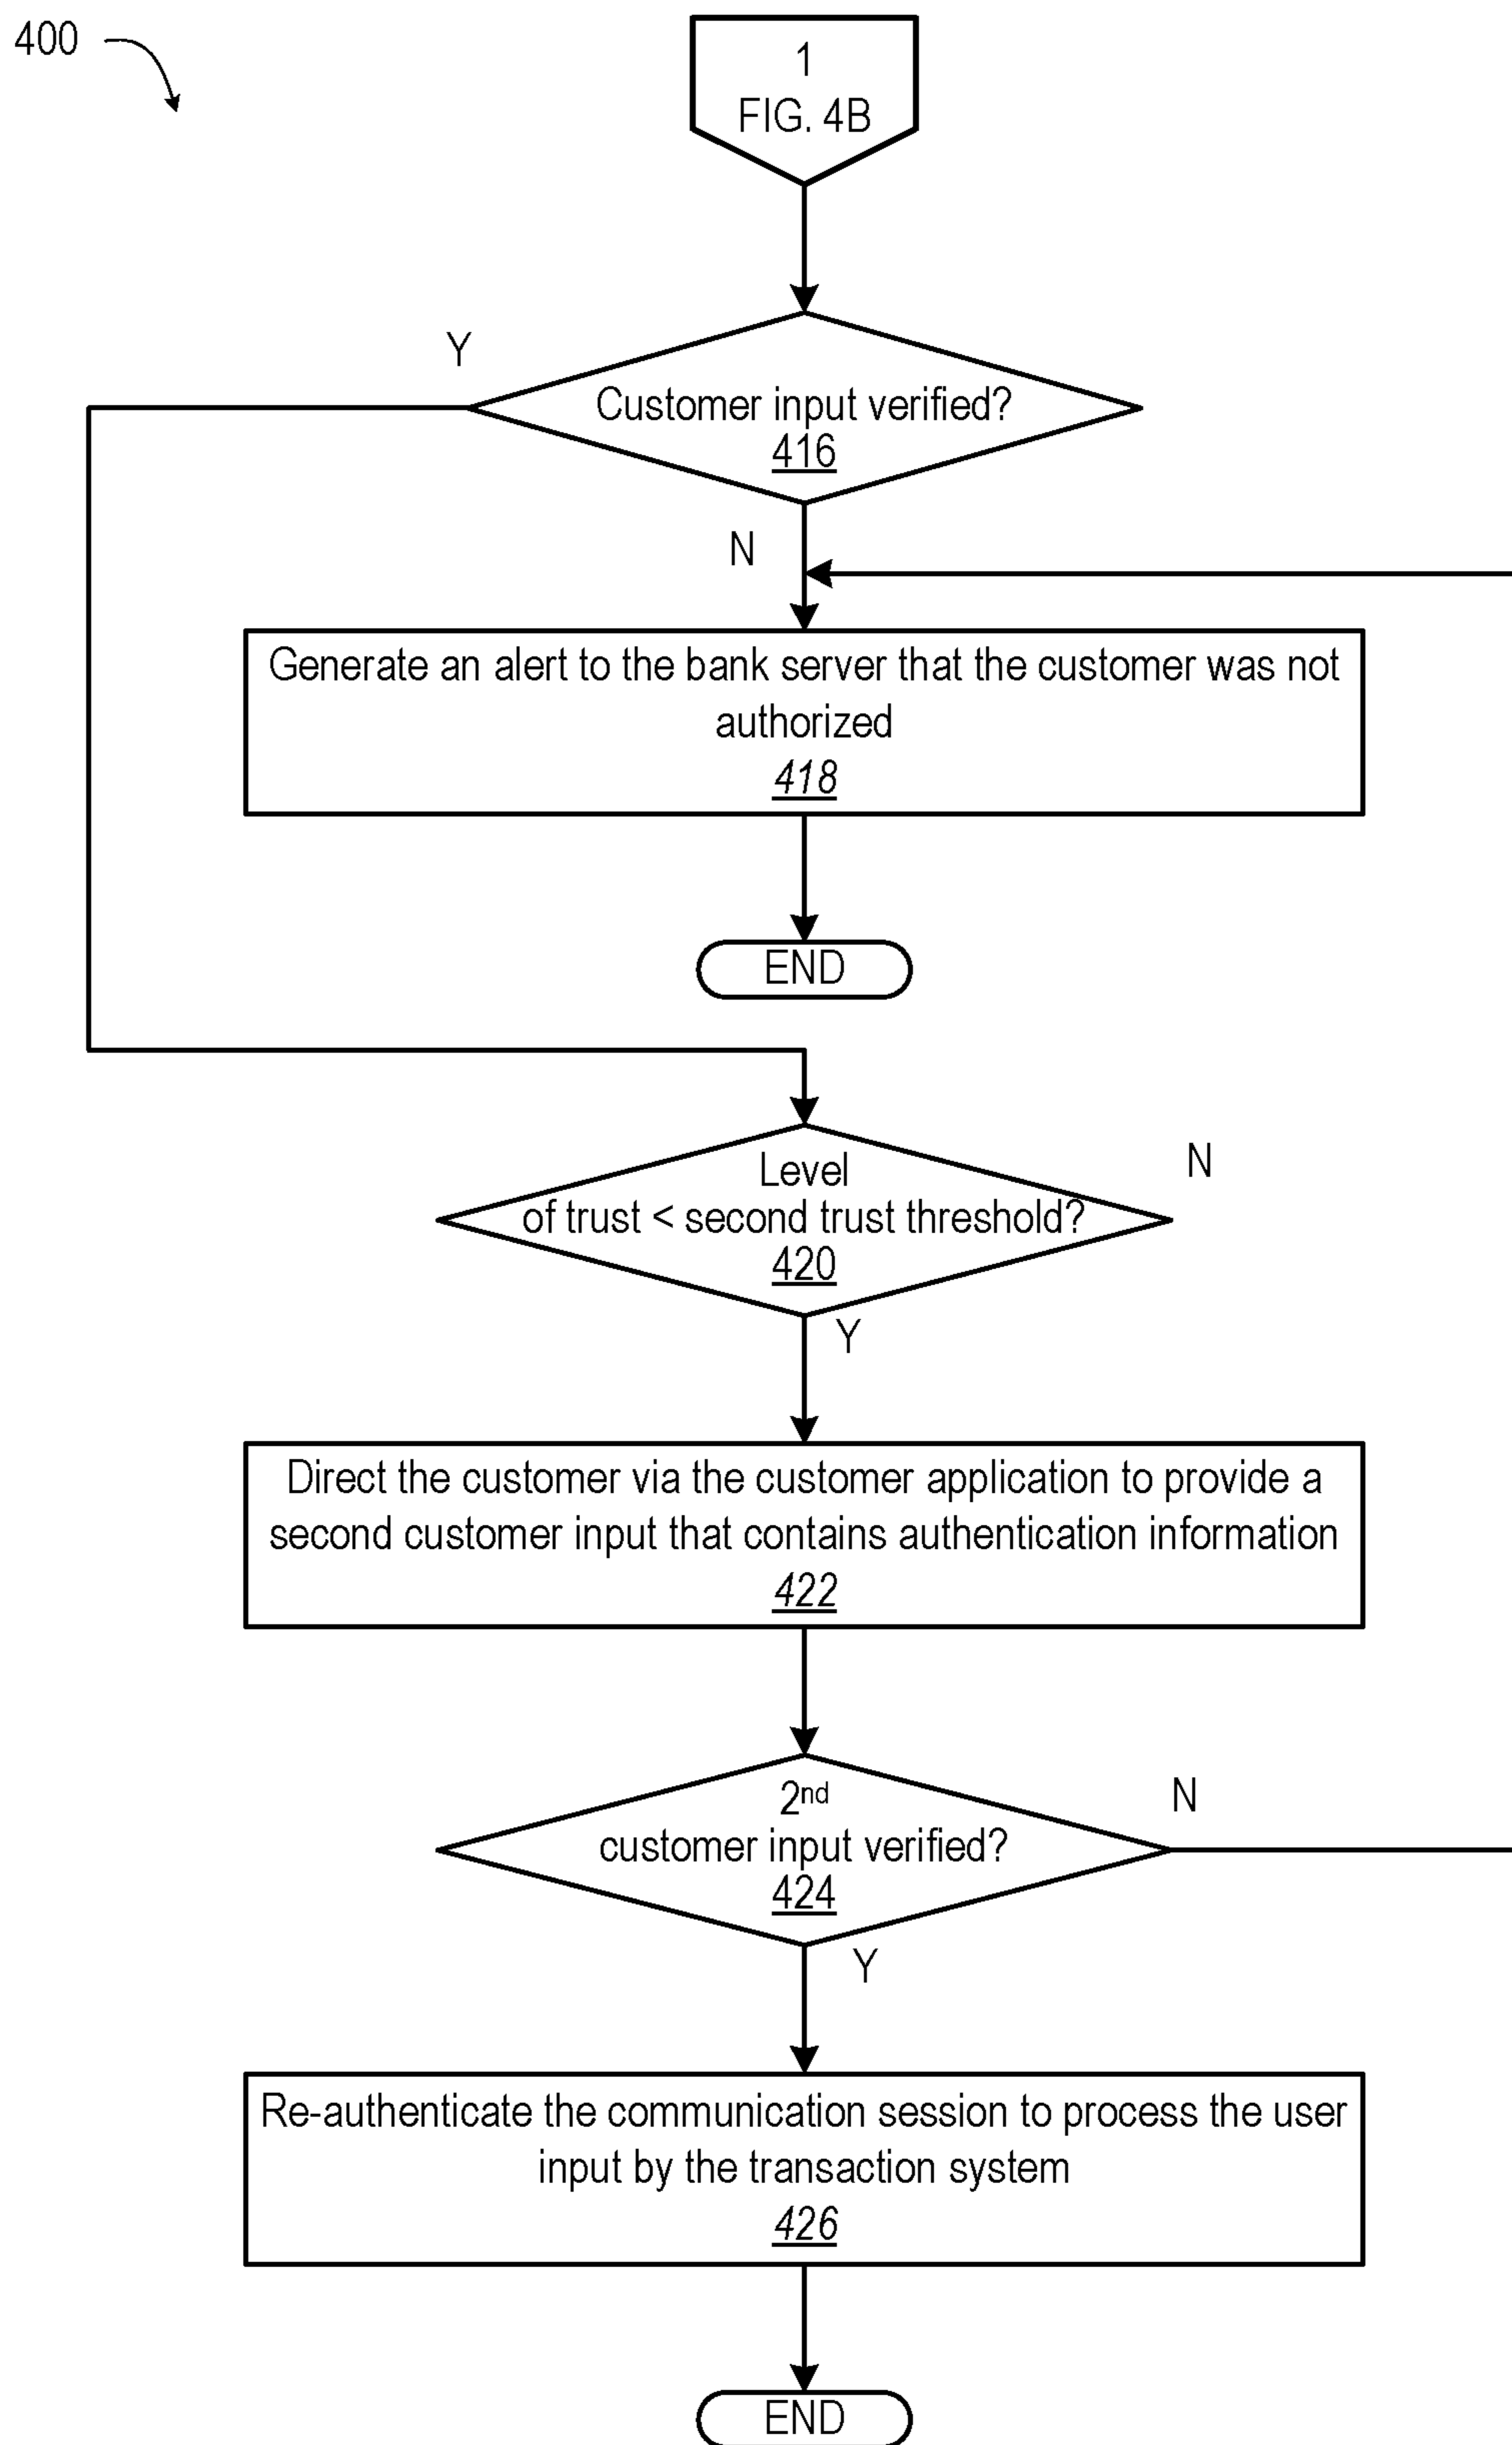 400
1
FIG. 4B
Y
Customer input verified?
416
N
Generate an alert to the bank server that the customer was not
authorized
418
END
Level
of trust < second trust threshold?
420
N
Y
Direct the customer via the customer application to provide a
second customer input that contains authentication information
422
2nd
customer input verified?
424
N
Y
Re-authenticate the communication session to process the user
input by the transaction system
426
END